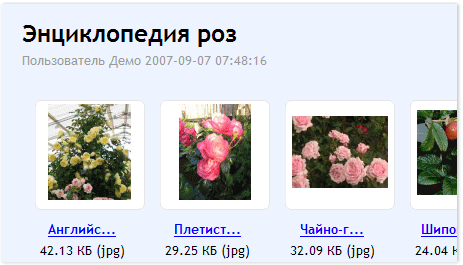 Энциклопедия роз
Пользователь Демо 2007-09-07 07:48:16
Английс... Плетист... Чайно-г... Шипо
42.13 КБ (jpg) 29.25 КБ (jpg) 32.09 КБ (jpg) 24.04 К